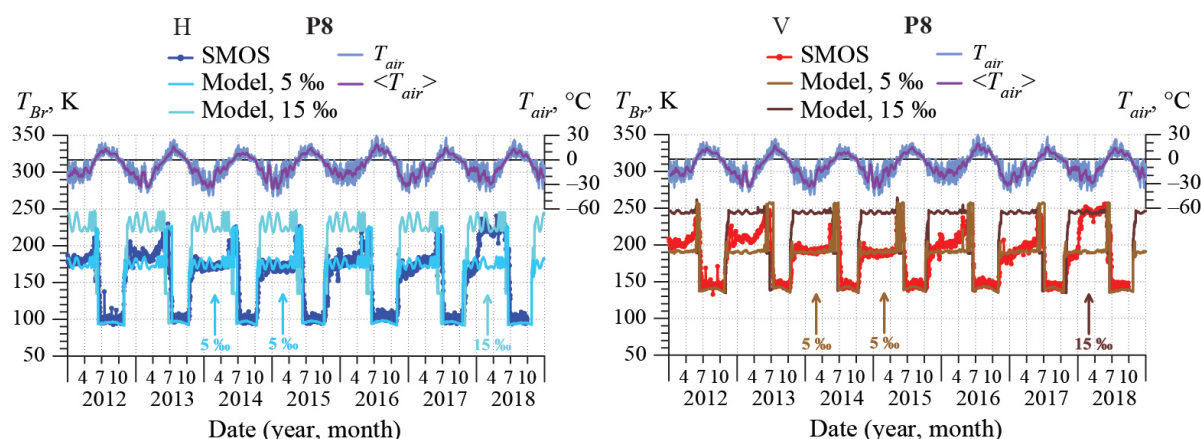 H P8
SMOS T_air
Model, 5 ‰ <T_air>
Model, 15 ‰
T_Br, K T_air, °C
350 30
300 0
250 –30
200 –60
150
100
50
5 ‰ 5 ‰ 15 ‰
4 7 10 4 7 10 4 7 10 4 7 10 4 7 10 4 7 10 4 7 10
2012 2013 2014 2015 2016 2017 2018
Date (year, month)
V P8
SMOS T_air
Model, 5 ‰ <T_air>
Model, 15 ‰
T_Br, K T_air, °C
350 30
300 0
250 –30
200 –60
150
100
50
5 ‰ 5 ‰ 15 ‰
4 7 10 4 7 10 4 7 10 4 7 10 4 7 10 4 7 10 4 7 10
2012 2013 2014 2015 2016 2017 2018
Date (year, month)